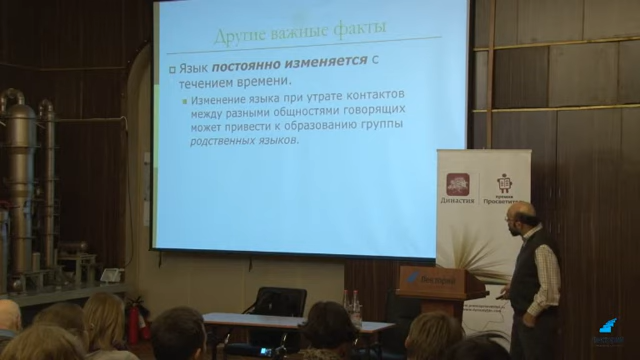 Другие важные факты
Язык постоянно изменяется с
течением времени.
Изменение языка при утрате контактов
между разными общностями говорящих
может привести к образованию группы
родственных языков.
Династия